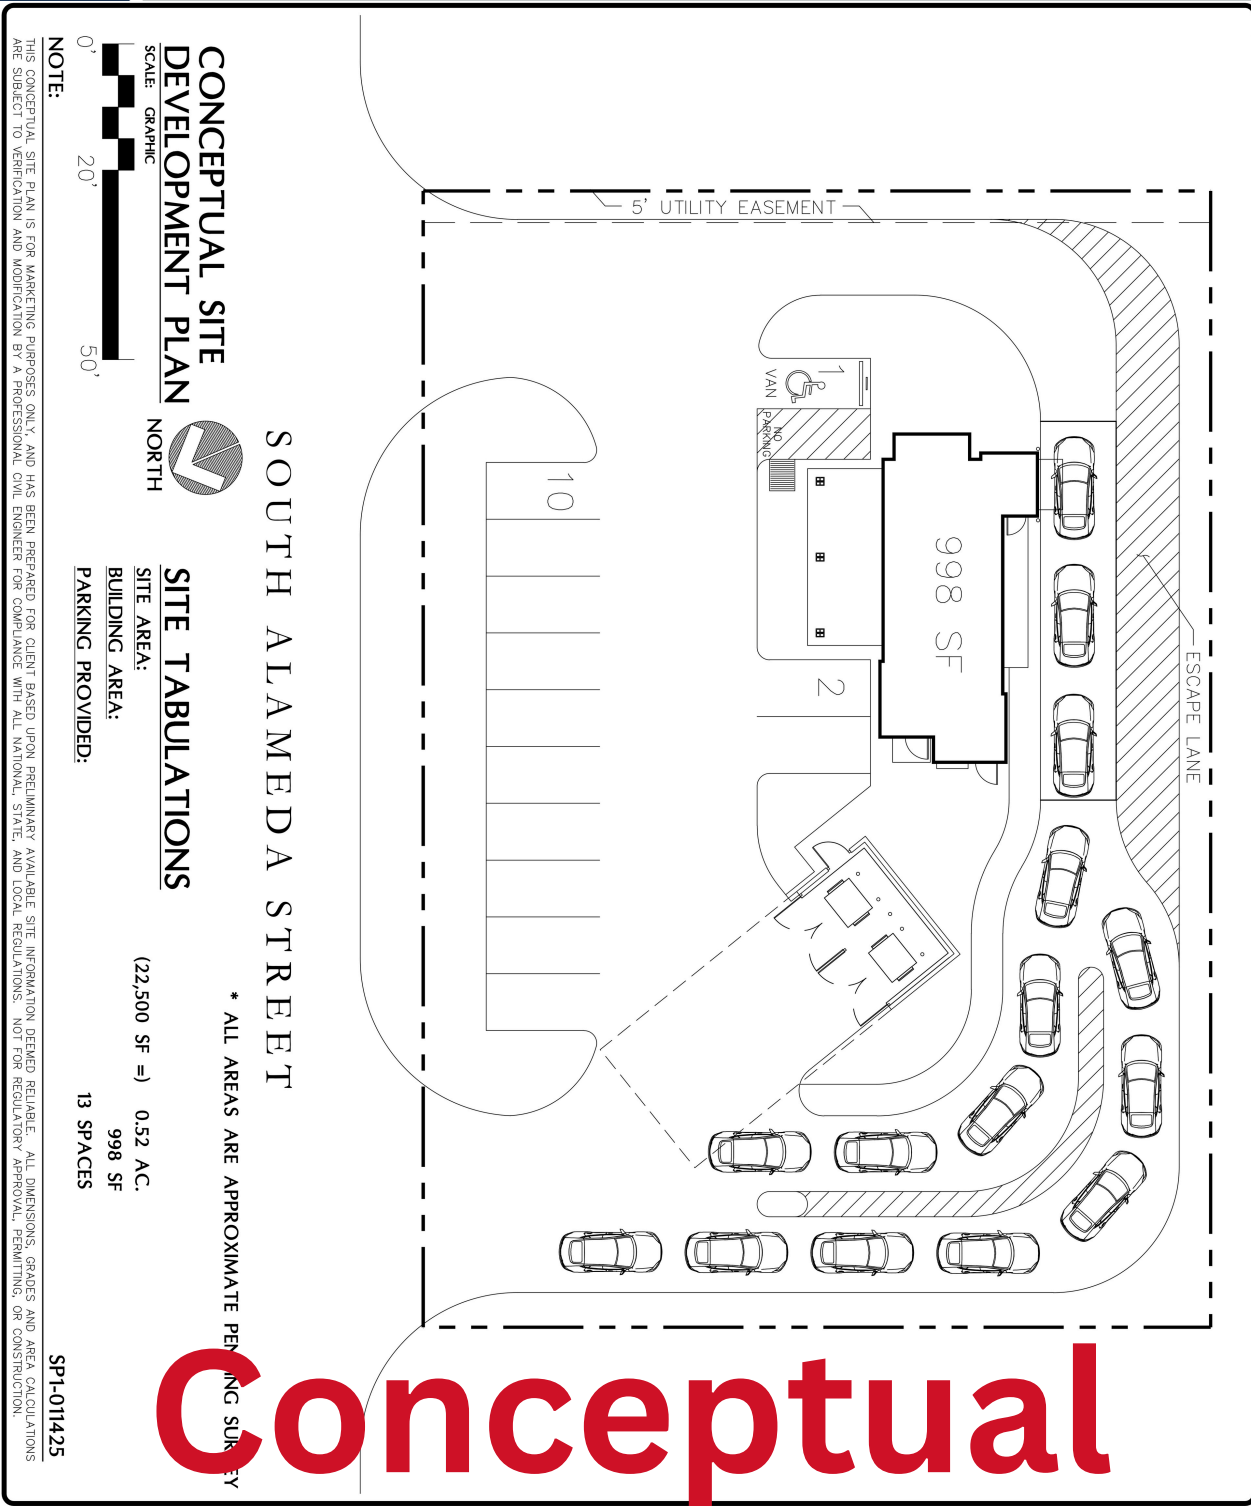 5' UTILITY EASEMENT
ESCAPE LANE
1
VAN
NO
PARKING
998 SF
2
10
SOUTH ALAMEDA STREET
CONCEPTUAL SITE
DEVELOPMENT PLAN
SCALE: GRAPHIC
0' 20' 50'
NORTH
* ALL AREAS ARE APPROXIMATE PENDING SURVEY
SITE TABULATIONS
SITE AREA: (22,500 SF =) 0.52 AC.
BUILDING AREA: 998 SF
PARKING PROVIDED: 13 SPACES
NOTE: SP1-011425
THIS CONCEPTUAL SITE PLAN IS FOR MARKETING PURPOSES ONLY, AND HAS BEEN PREPARED FOR CLIENT BASED UPON PRELIMINARY AVAILABLE SITE INFORMATION DEEMED RELIABLE. ALL DIMENSIONS, GRADES AND AREA CALCULATIONS
ARE SUBJECT TO VERIFICATION AND MODIFICATION BY A PROFESSIONAL CIVIL ENGINEER FOR COMPLIANCE WITH ALL NATIONAL, STATE, AND LOCAL REGULATIONS. NOT FOR REGULATORY APPROVAL, PERMITTING, OR CONSTRUCTION.
Conceptual